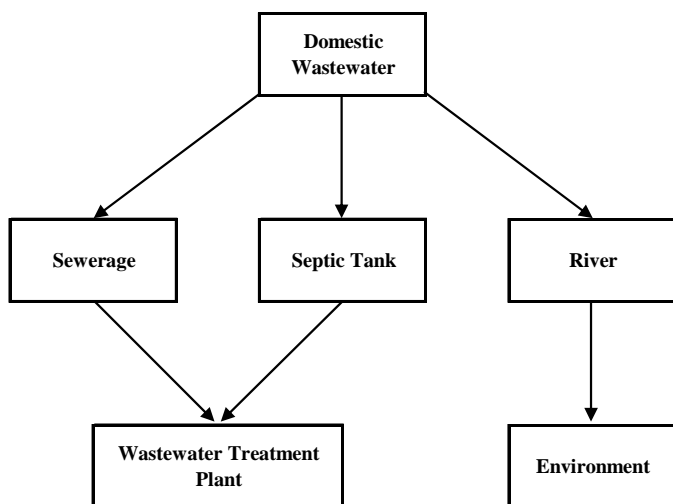 Domestic
Wastewater
Sewerage
Septic Tank
River
Wastewater Treatment
Plant
Environment